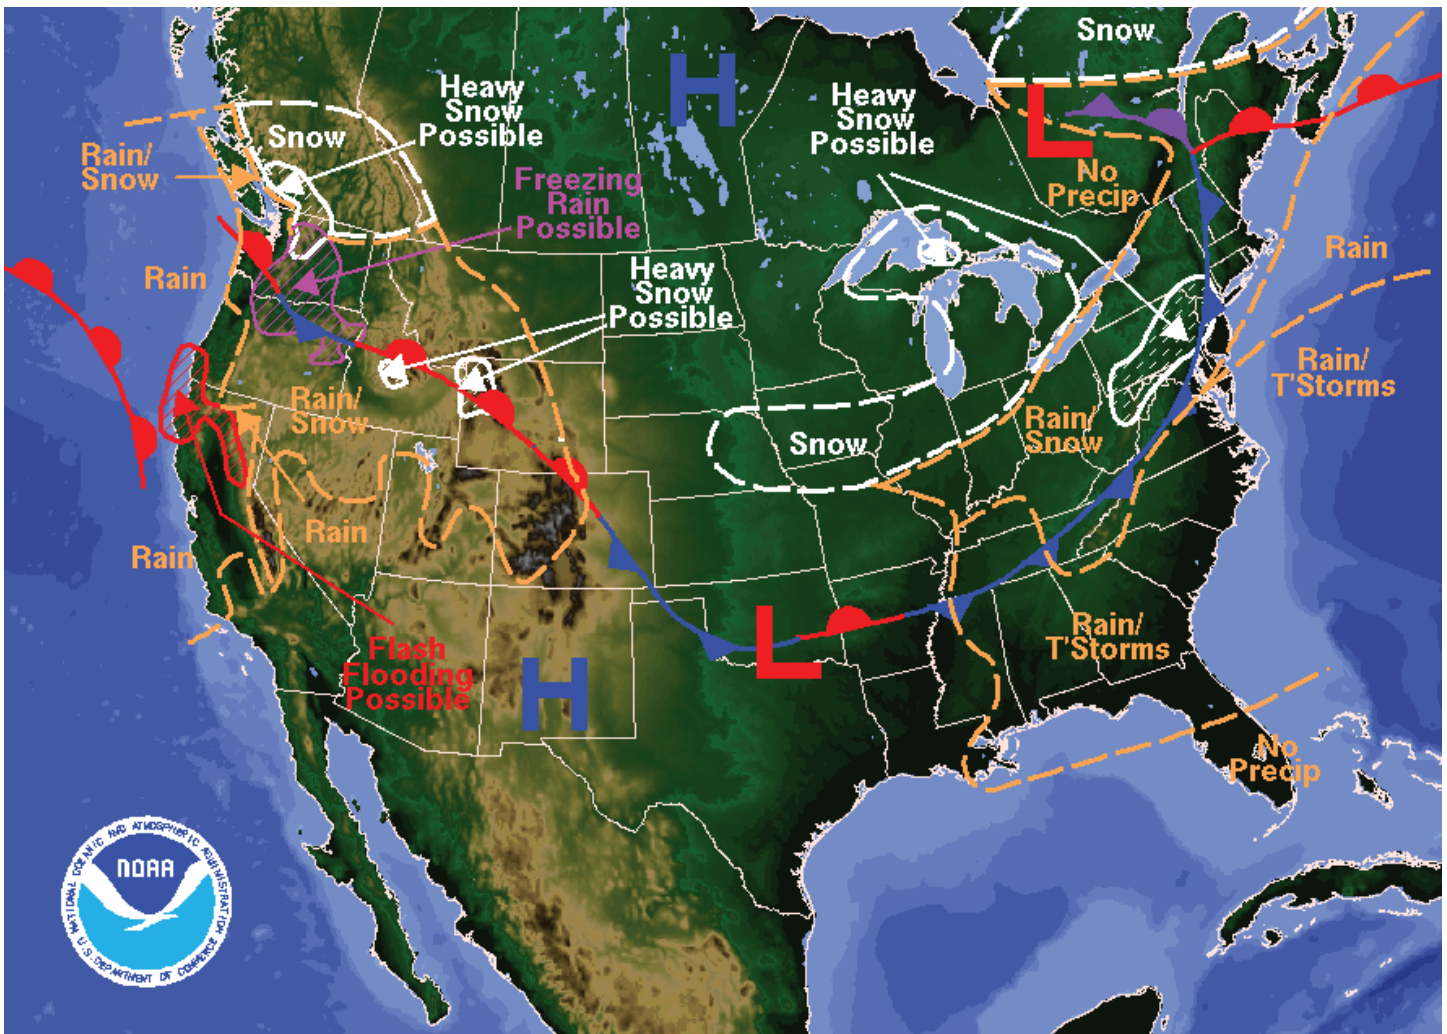 Snow
H
Heavy
Snow
Possible
Heavy
Snow
Possible
L
Snow
Rain/
Snow
No
Precip
Freezing
Rain
Possible
Rain
Rain
Heavy
Snow
Possible
Rain/
T'Storms
Rain/
Snow
Rain/
Snow
Snow
Rain
Rain
L
Rain/
T'Storms
Flash
Flooding
Possible
H
No
Precip
NATIONAL OCEANIC AND ATMOSPHERIC ADMINISTRATION
NOAA
U.S. DEPARTMENT OF COMMERCE